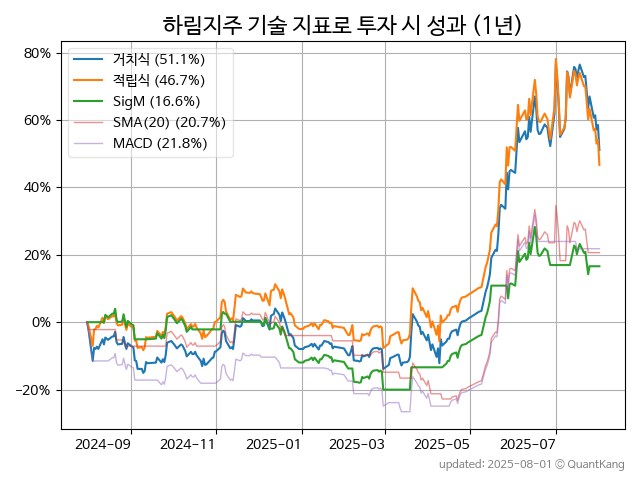 하림지주 기술 지표로 투자 시 성과 (1년)
거치식 (51.1%)
적립식 (46.7%)
SigM (16.6%)
SMA(20) (20.7%)
MACD (21.8%)
80%
60%
40%
20%
0%
−20%
2024−09 2024−11 2025−01 2025−03 2025−05 2025−07
updated: 2025-08-01 © QuantKang